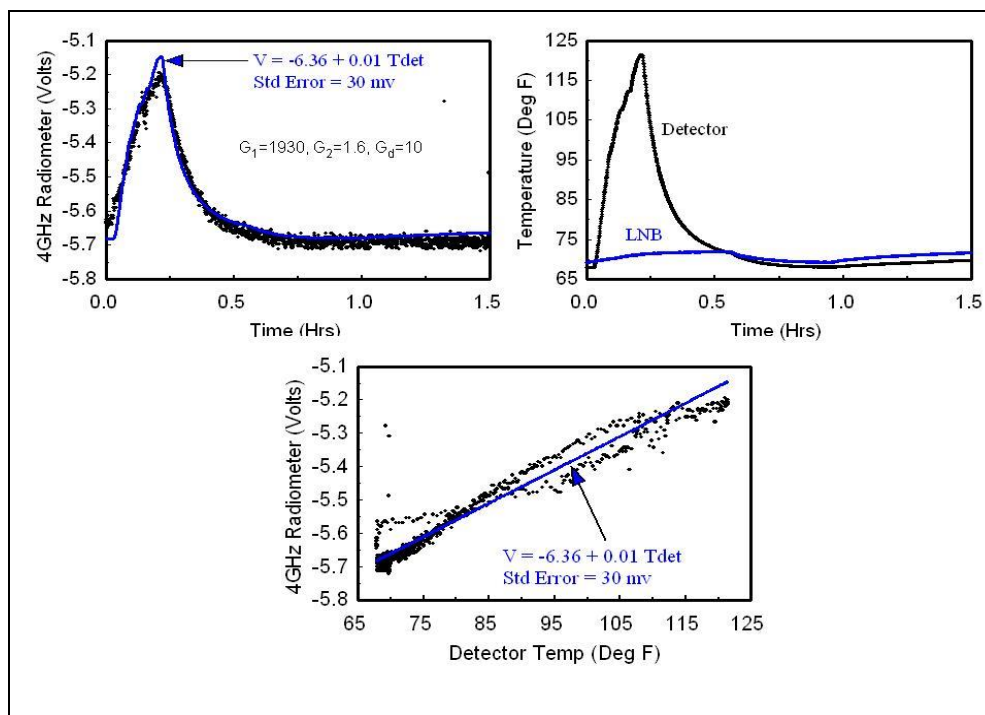 -5.1
-5.2
-5.3
-5.4
-5.5
-5.6
-5.7
-5.8
4GHz Radiometer (Volts)
V = -6.36 + 0.01 Tdet
Std Error = 30 mv
G1=1930, G2=1.6, Gd=10
0.0 0.5 1.0 1.5
Time (Hrs)
125
115
105
95
85
75
65
Temperature (Deg F)
Detector
LNB
0.0 0.5 1.0 1.5
Time (Hrs)
-5.1
-5.2
-5.3
-5.4
-5.5
-5.6
-5.7
-5.8
4GHz Radiometer (Volts)
V = -6.36 + 0.01 Tdet
Std Error = 30 mv
65 75 85 95 105 115 125
Detector Temp (Deg F)